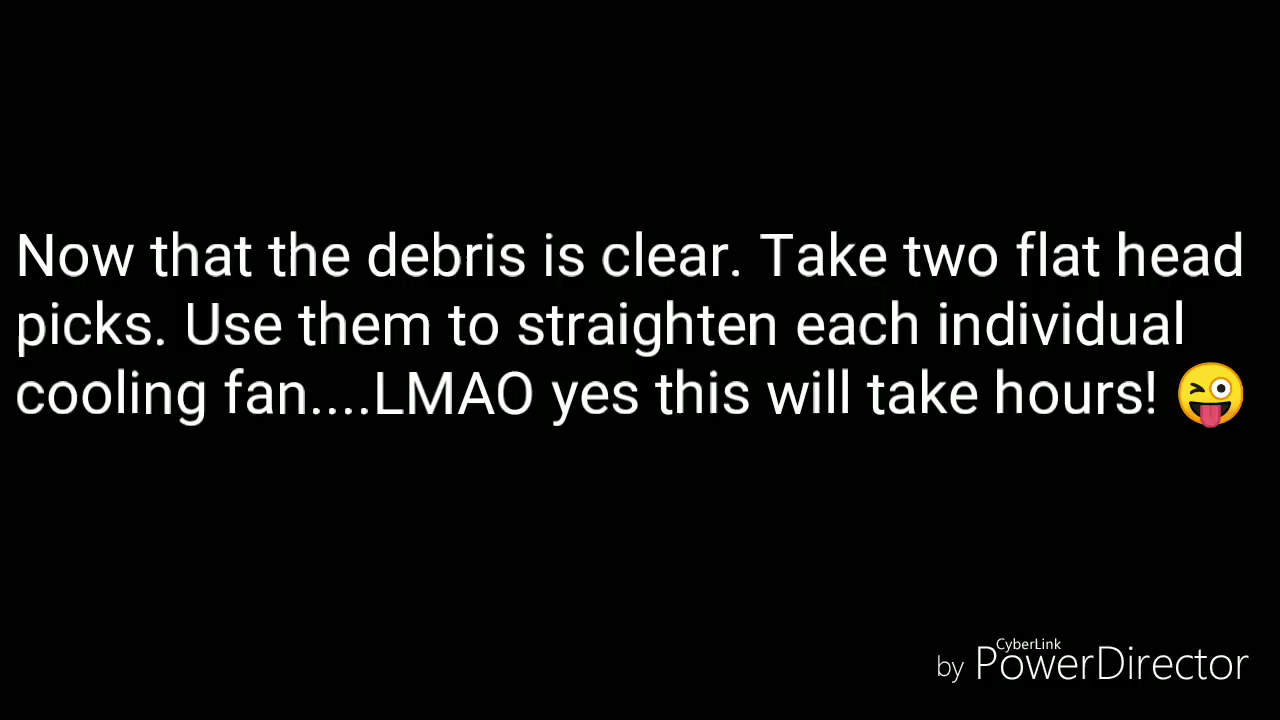 Now that the debris is clear. Take two flat head
picks. Use them to straighten each individual
cooling fan....LMAO yes this will take hours! 😜
CyberLink
by PowerDirector